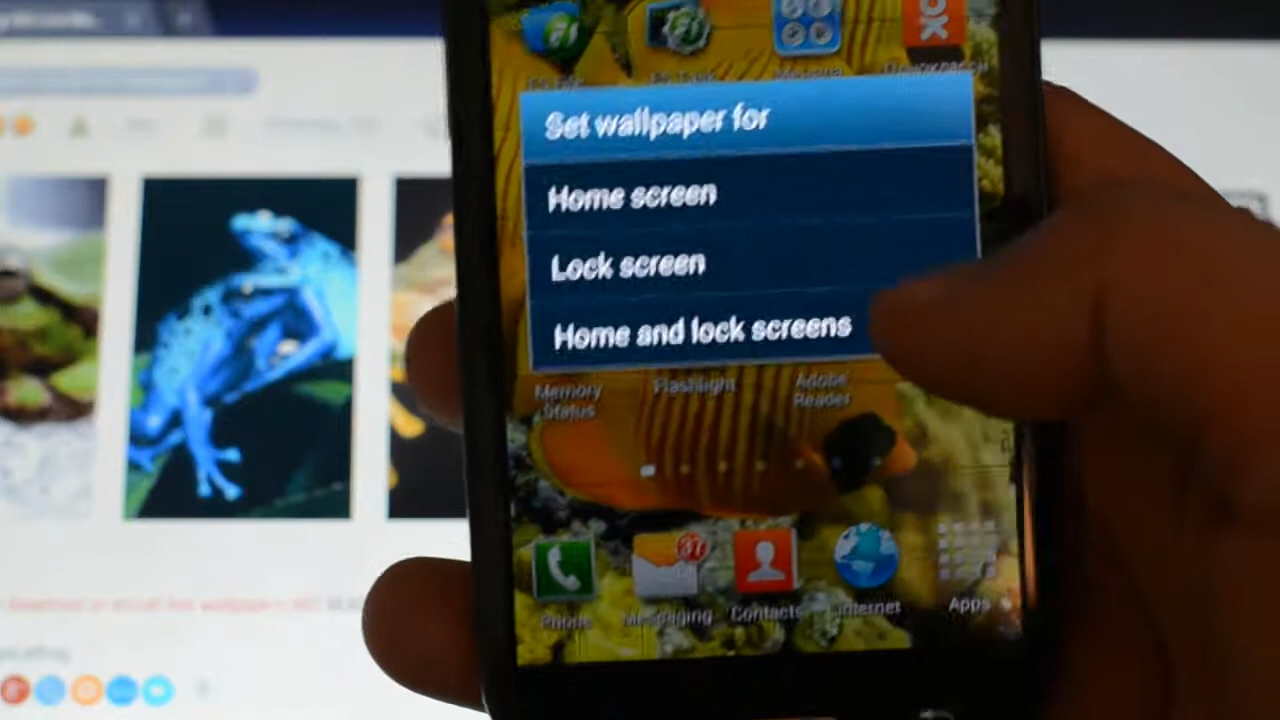 Set wallpaper for
Home screen
Lock screen
Home and lock screens
Memory
Status
Flashlight
Adobe
Reader
37
Phone
Messaging
Contacts
Internet
Apps